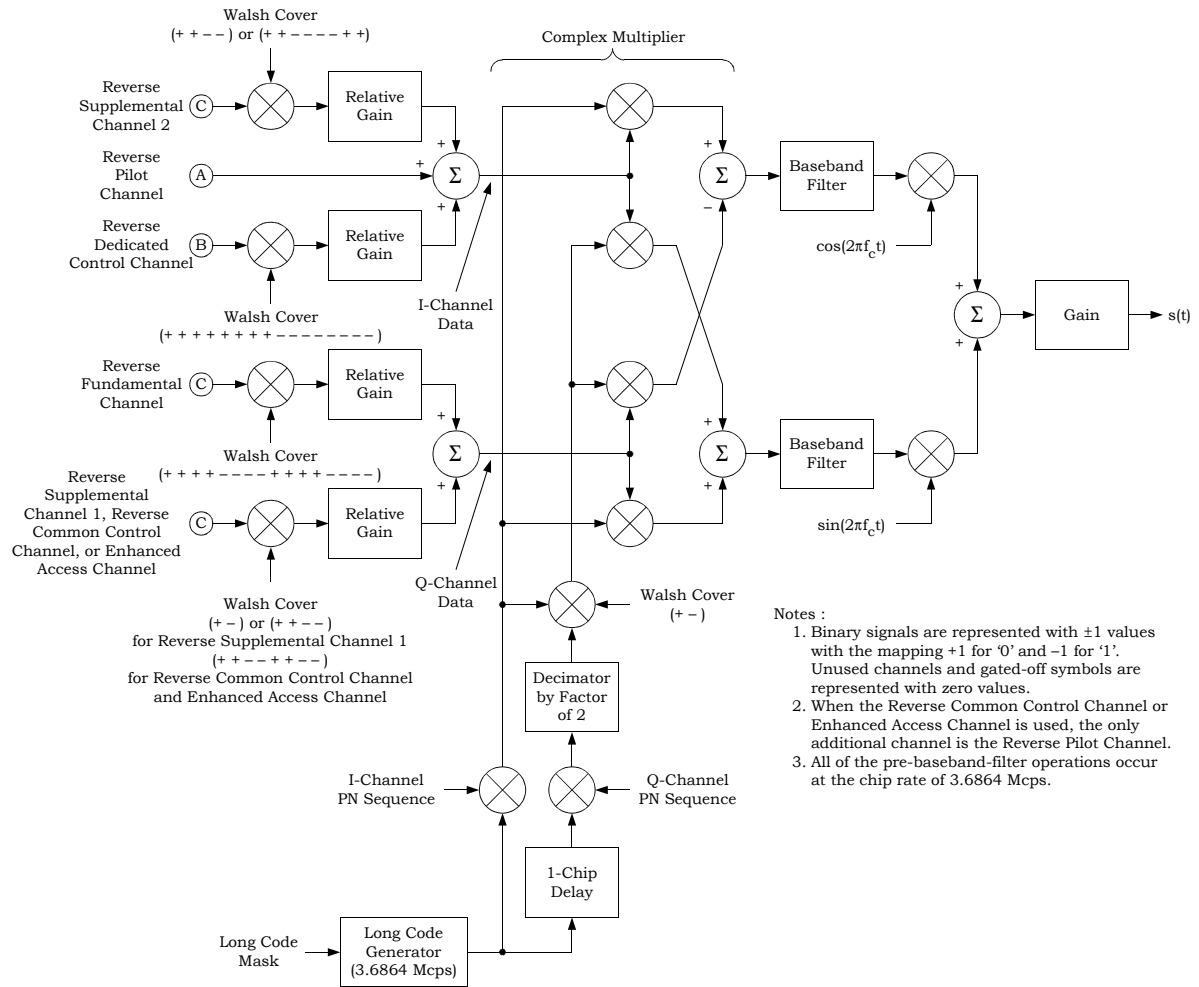 Walsh Cover
(+ + – – ) or (+ + – – – – + +)
Complex Multiplier
Reverse
Supplemental
Channel 2
C
Relative
Gain
+
+
Reverse
Pilot
Channel
A
+
Σ
+
Σ
–
Baseband
Filter
Reverse
Dedicated
Control Channel
B
Relative
Gain
cos(2πf_ct)
I-Channel
Data
Walsh Cover
(+ + + + + + + + – – – – – – – – )
+
Σ
+
Gain
s(t)
Reverse
Fundamental
Channel
C
Relative
Gain
+
Σ
+
+
Σ
+
Baseband
Filter
Walsh Cover
(+ + + + – – – – + + + + – – – – )
Reverse
Supplemental
Channel 1, Reverse
Common Control
Channel, or Enhanced
Access Channel
C
Relative
Gain
sin(2πf_ct)
Q-Channel
Data
Walsh Cover
(+ – ) or (+ + – – )
for Reverse Supplemental Channel 1
(+ + – – + + – – )
for Reverse Common Control Channel
and Enhanced Access Channel
Walsh Cover
(+ – )
Decimator
by Factor
of 2
I-Channel
PN Sequence
Q-Channel
PN Sequence
1-Chip
Delay
Long Code
Mask
Long Code
Generator
(3.6864 Mcps)
Notes :
1. Binary signals are represented with ±1 values
with the mapping +1 for ‘0’ and –1 for ‘1’.
Unused channels and gated-off symbols are
represented with zero values.
2. When the Reverse Common Control Channel or
Enhanced Access Channel is used, the only
additional channel is the Reverse Pilot Channel.
3. All of the pre-baseband-filter operations occur
at the chip rate of 3.6864 Mcps.